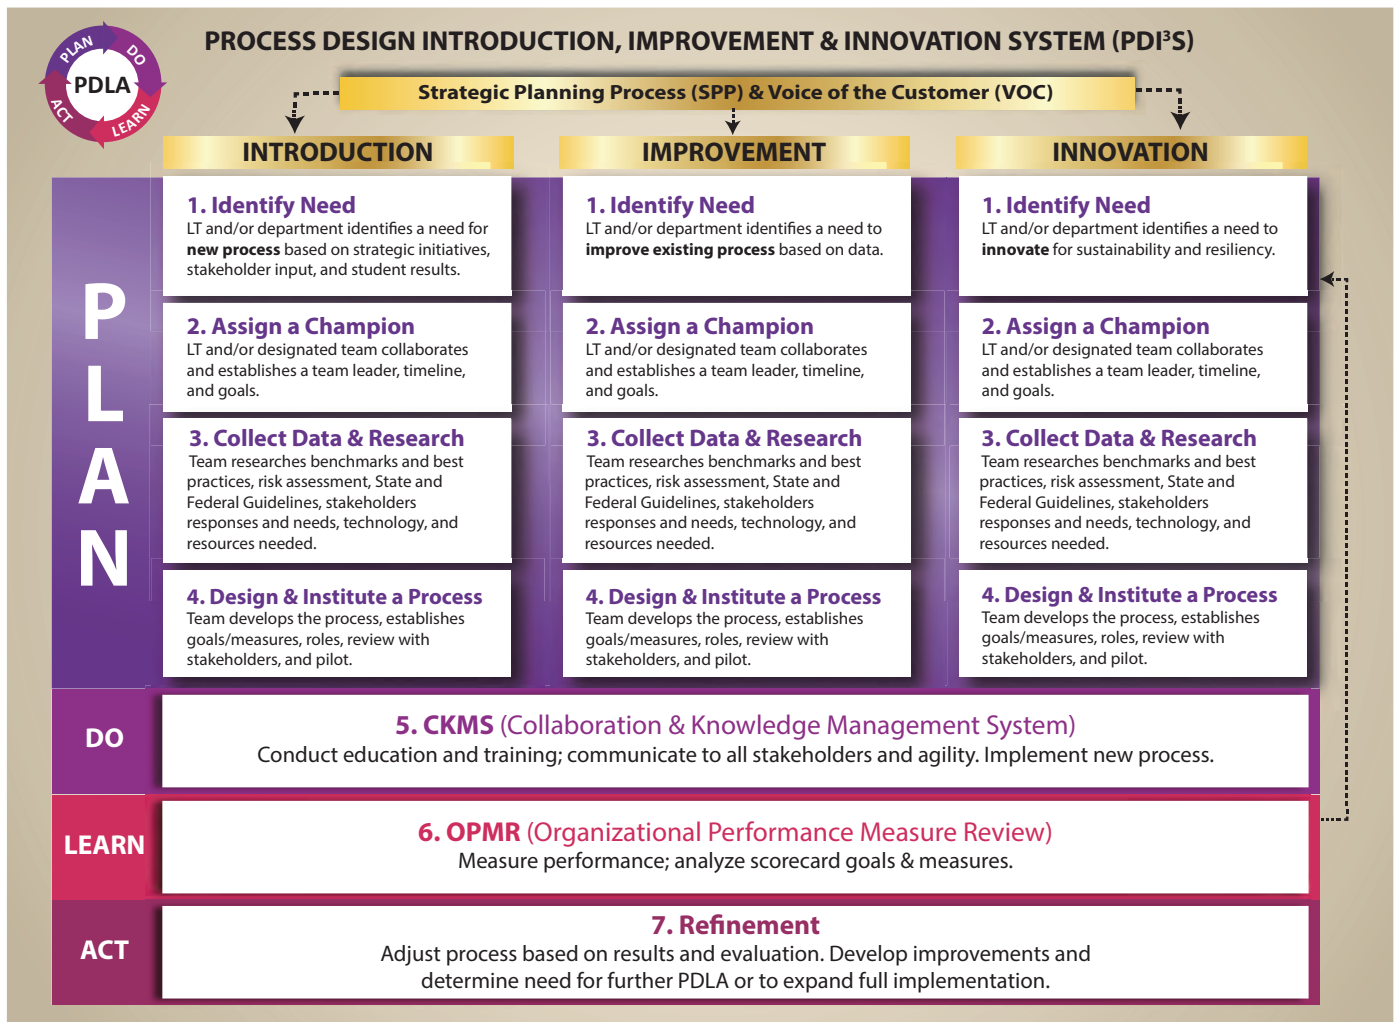 PLAN
DO
LEARN
ACT
PDLA
PROCESS DESIGN INTRODUCTION, IMPROVEMENT & INNOVATION SYSTEM (PDI³S)
Strategic Planning Process (SPP) & Voice of the Customer (VOC)
INTRODUCTION
IMPROVEMENT
INNOVATION
PLAN
1. Identify Need
LT and/or department identifies a need for
new process based on strategic initiatives,
stakeholder input, and student results.
2. Assign a Champion
LT and/or designated team collaborates
and establishes a team leader, timeline,
and goals.
3. Collect Data & Research
Team researches benchmarks and best
practices, risk assessment, State and
Federal Guidelines, stakeholders
responses and needs, technology, and
resources needed.
4. Design & Institute a Process
Team develops the process, establishes
goals/measures, roles, review with
stakeholders, and pilot.
1. Identify Need
LT and/or department identifies a need to
improve existing process based on data.
2. Assign a Champion
LT and/or designated team collaborates
and establishes a team leader, timeline,
and goals.
3. Collect Data & Research
Team researches benchmarks and best
practices, risk assessment, State and
Federal Guidelines, stakeholders
responses and needs, technology, and
resources needed.
4. Design & Institute a Process
Team develops the process, establishes
goals/measures, roles, review with
stakeholders, and pilot.
1. Identify Need
LT and/or department identifies a need to
innovate for sustainability and resiliency.
2. Assign a Champion
LT and/or designated team collaborates
and establishes a team leader, timeline,
and goals.
3. Collect Data & Research
Team researches benchmarks and best
practices, risk assessment, State and
Federal Guidelines, stakeholders
responses and needs, technology, and
resources needed.
4. Design & Institute a Process
Team develops the process, establishes
goals/measures, roles, review with
stakeholders, and pilot.
DO
5. CKMS (Collaboration & Knowledge Management System)
Conduct education and training; communicate to all stakeholders and agility. Implement new process.
LEARN
6. OPMR (Organizational Performance Measure Review)
Measure performance; analyze scorecard goals & measures.
ACT
7. Refinement
Adjust process based on results and evaluation. Develop improvements and
determine need for further PDLA or to expand full implementation.